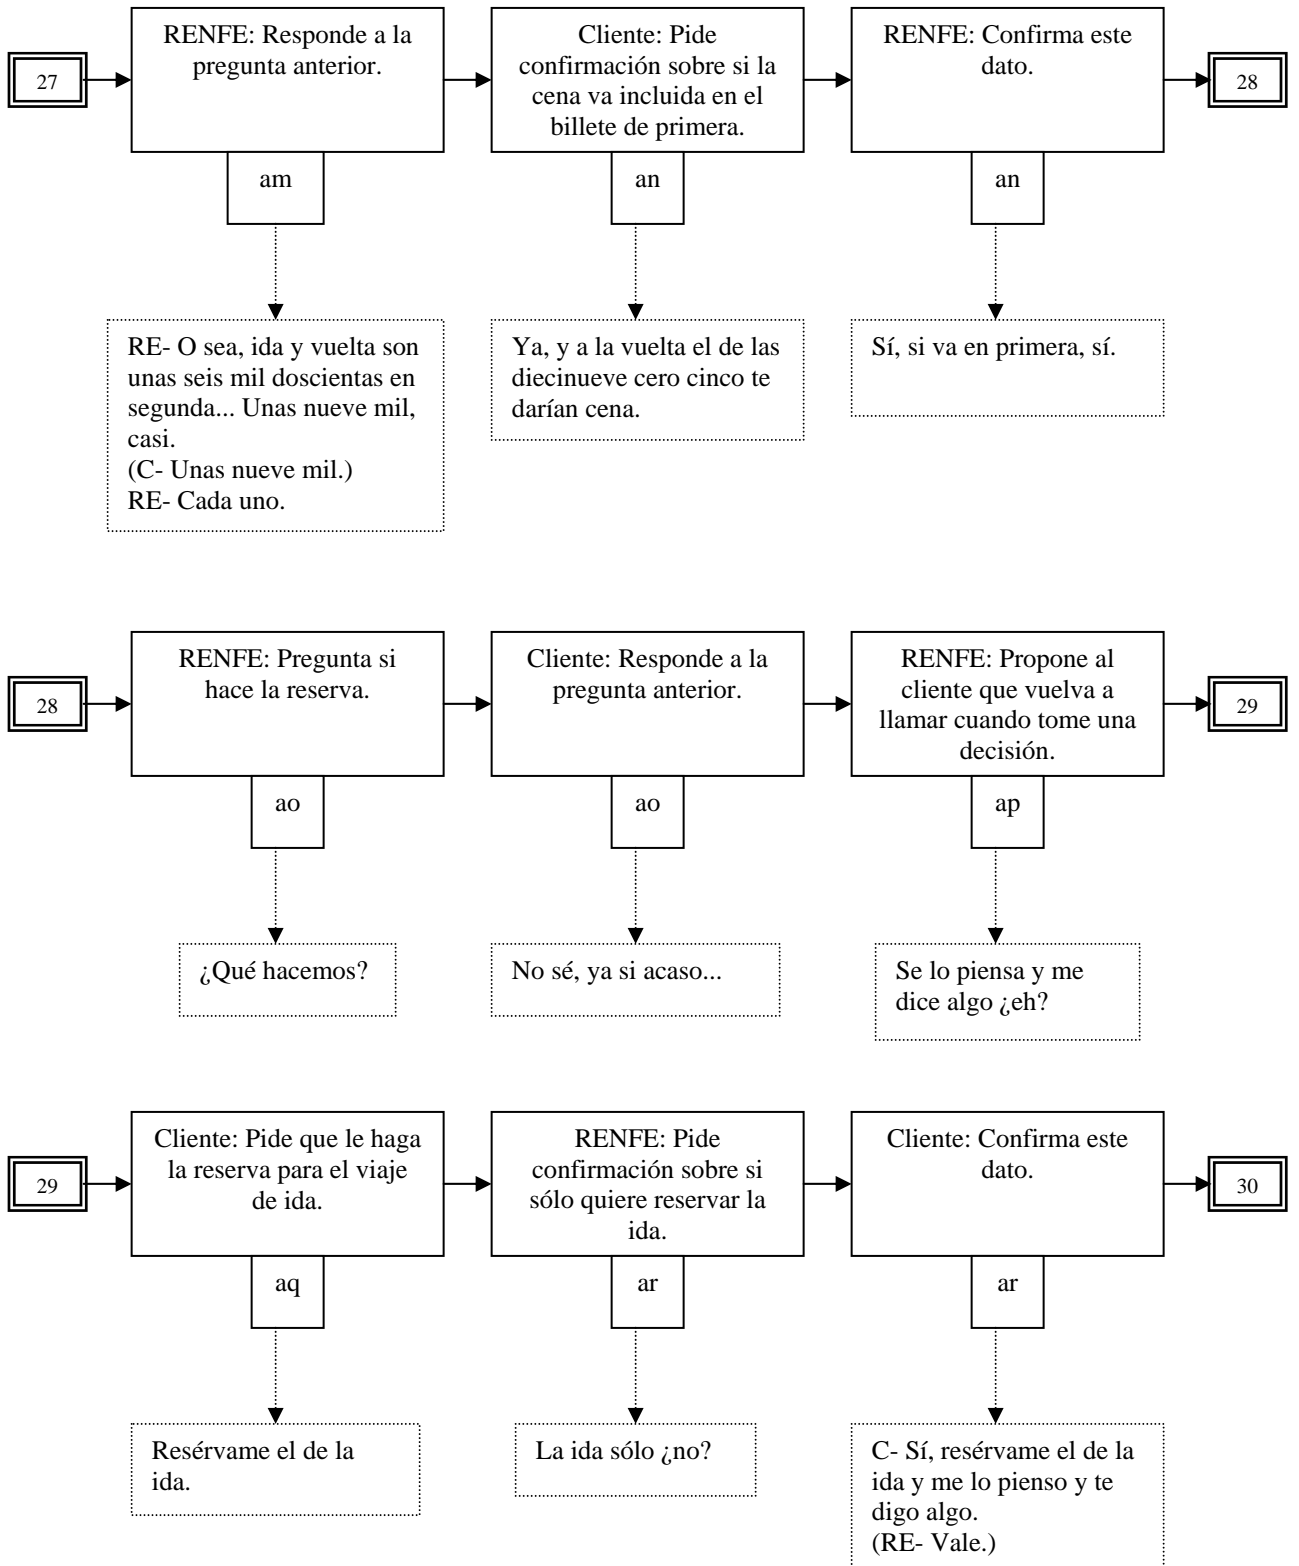 27
RENFE: Responde a la
pregunta anterior.
Cliente: Pide
confirmación sobre si la
cena va incluida en el
billete de primera.
RENFE: Confirma este
dato.
28
am
an
an
RE- O sea, ida y vuelta son
unas seis mil doscientas en
segunda... Unas nueve mil,
casi.
(C- Unas nueve mil.)
RE- Cada uno.
Ya, y a la vuelta el de las
diecinueve cero cinco te
darían cena.
Sí, si va en primera, sí.
28
RENFE: Pregunta si
hace la reserva.
Cliente: Responde a la
pregunta anterior.
RENFE: Propone al
cliente que vuelva a
llamar cuando tome una
decisión.
29
ao
ao
ap
¿Qué hacemos?
No sé, ya si acaso...
Se lo piensa y me
dice algo ¿eh?
29
Cliente: Pide que le haga
la reserva para el viaje
de ida.
RENFE: Pide
confirmación sobre si
sólo quiere reservar la
ida.
Cliente: Confirma este
dato.
30
aq
ar
ar
Resérvame el de la
ida.
La ida sólo ¿no?
C- Sí, resérvame el de la
ida y me lo pienso y te
digo algo.
(RE- Vale.)